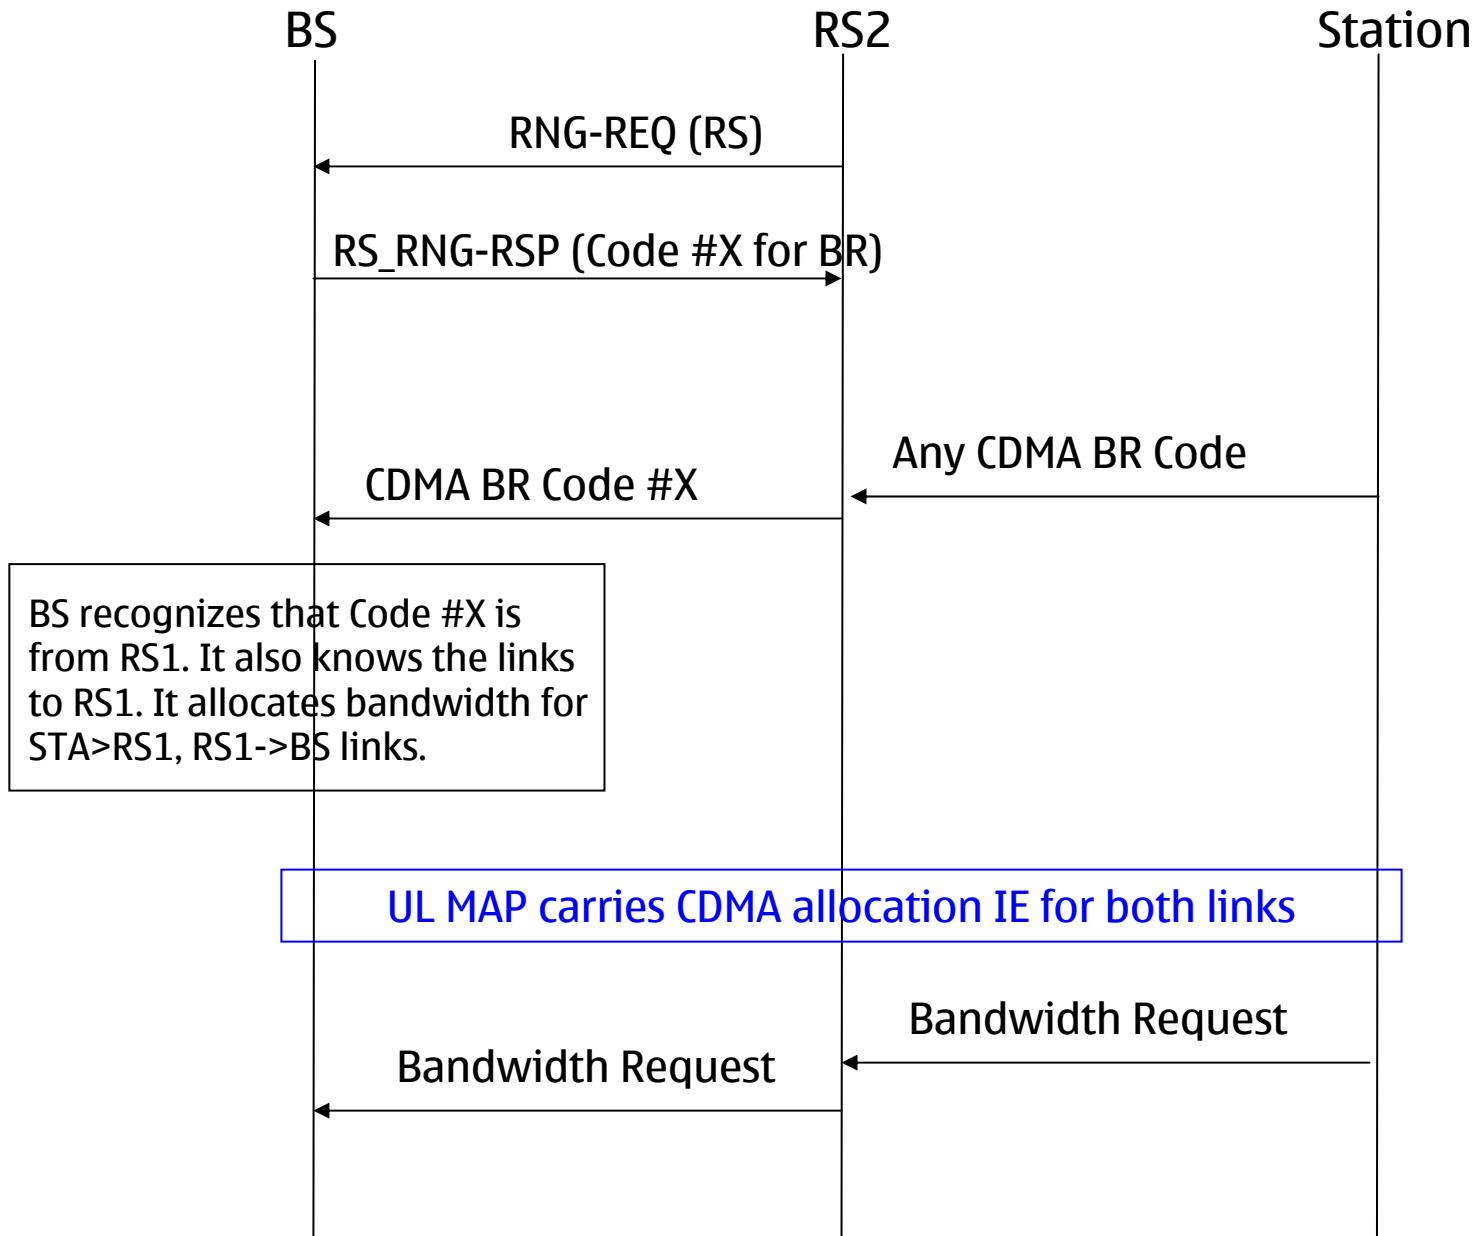 BS
RS2
Station
RNG-REQ (RS)
RS_RNG-RSP (Code #X for BR)
Any CDMA BR Code
CDMA BR Code #X
BS recognizes that Code #X is
from RS1. It also knows the links
to RS1. It allocates bandwidth for
STA>RS1, RS1->BS links.
UL MAP carries CDMA allocation IE for both links
Bandwidth Request
Bandwidth Request